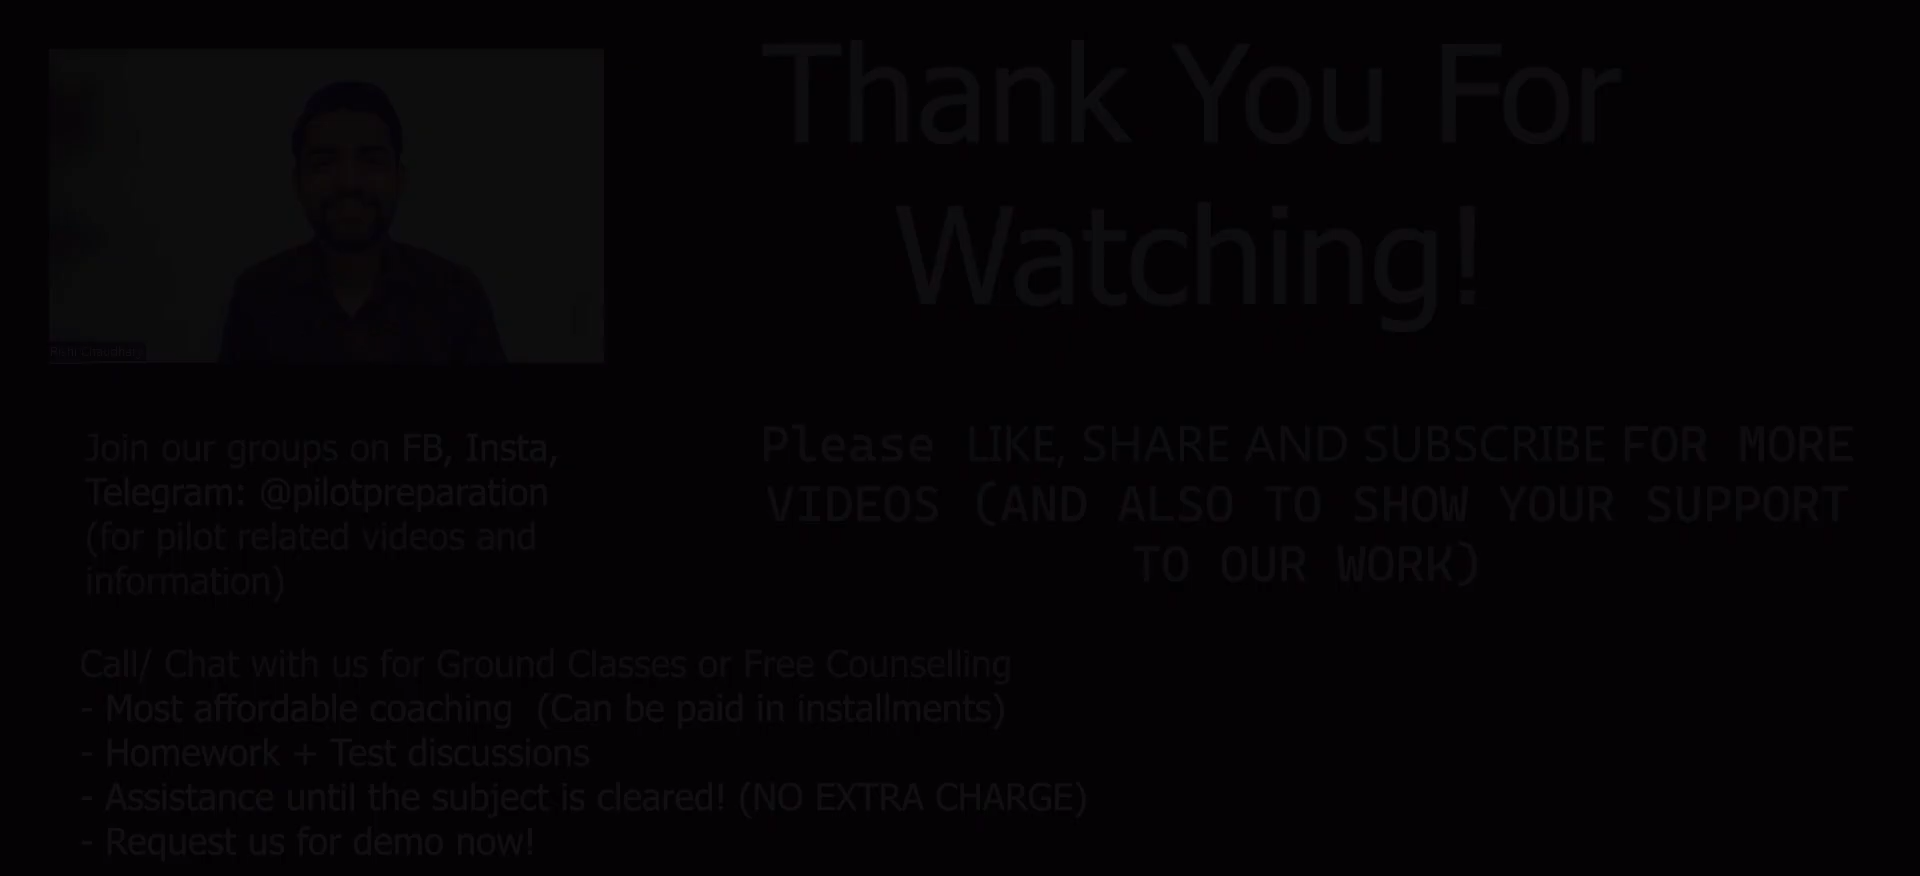 Thank You For
Watching!
Rishi Chaudhary
Join our groups on FB, Insta,
Telegram: @pilotpreparation
(for pilot related videos and
information)
Please LIKE, SHARE AND SUBSCRIBE FOR MORE
VIDEOS (AND ALSO TO SHOW YOUR SUPPORT
TO OUR WORK)
Call/ Chat with us for Ground Classes or Free Counselling
- Most affordable coaching (Can be paid in installments)
- Homework + Test discussions
- Assistance until the subject is cleared! (NO EXTRA CHARGE)
- Request us for demo now!